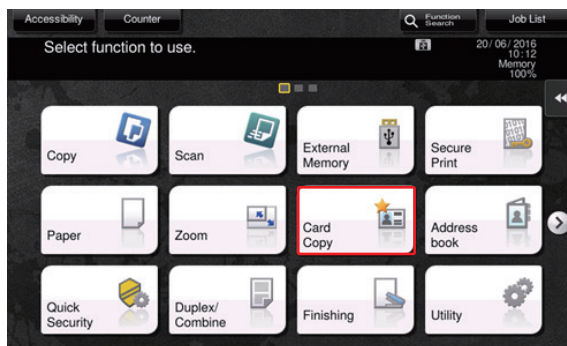 Accessibility
Counter
Function
Search
Job List
Select function to use.
20/06/2016
10:12
Memory
100%
Copy
Scan
External
Memory
Secure
Print
Paper
Zoom
Card
Copy
Address
book
Quick
Security
Duplex/
Combine
Finishing
Utility